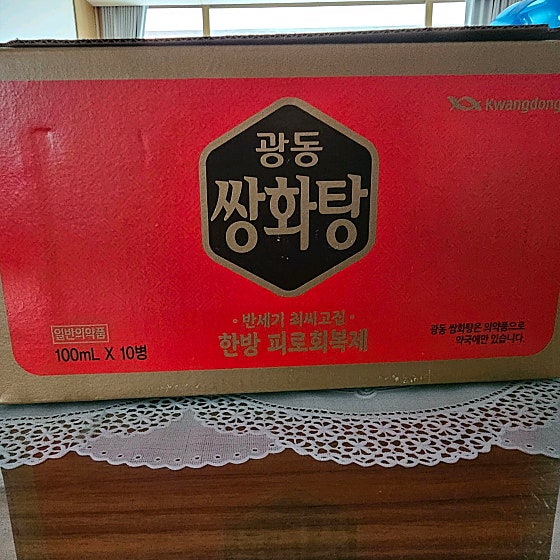 Kwangdong
광동
쌍화탕
· 반세기 최씨고집 ·
한방 피로회복제
일반의약품
100mL X 10병
광동 쌍화탕은 의약품으로
약국에만 있습니다.